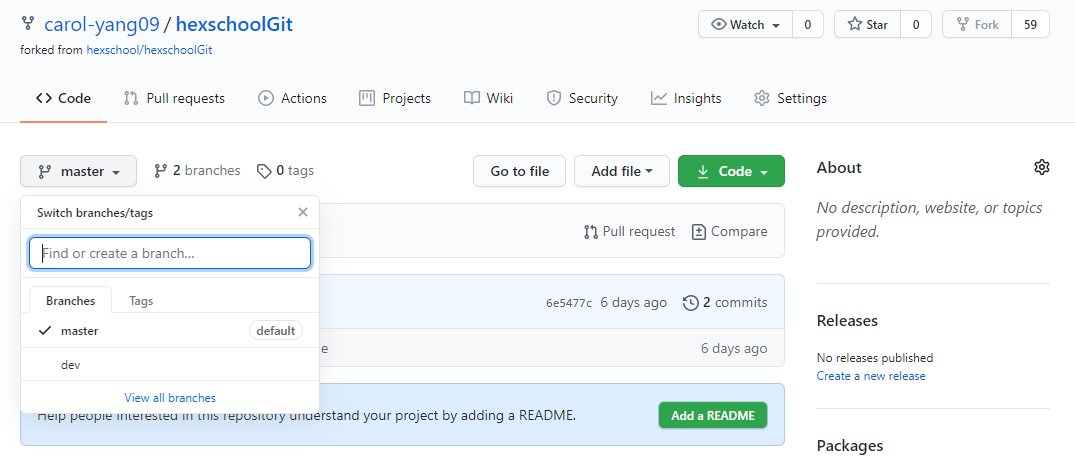 carol-yang09 / hexschoolGit
Watch 0 Star 0 Fork 59
forked from hexschool/hexschoolGit
Code Pull requests Actions Projects Wiki Security Insights Settings
master 2 branches 0 tags Go to file Add file Code
About
Switch branches/tags
No description, website, or topics
provided.
Find or create a branch...
Pull request Compare
Branches Tags
6e5477c 6 days ago 2 commits
master default
Releases
e 6 days ago
No releases published
dev
Create a new release
View all branches
Help people interested in this repository understand your project by adding a README. Add a README
Packages